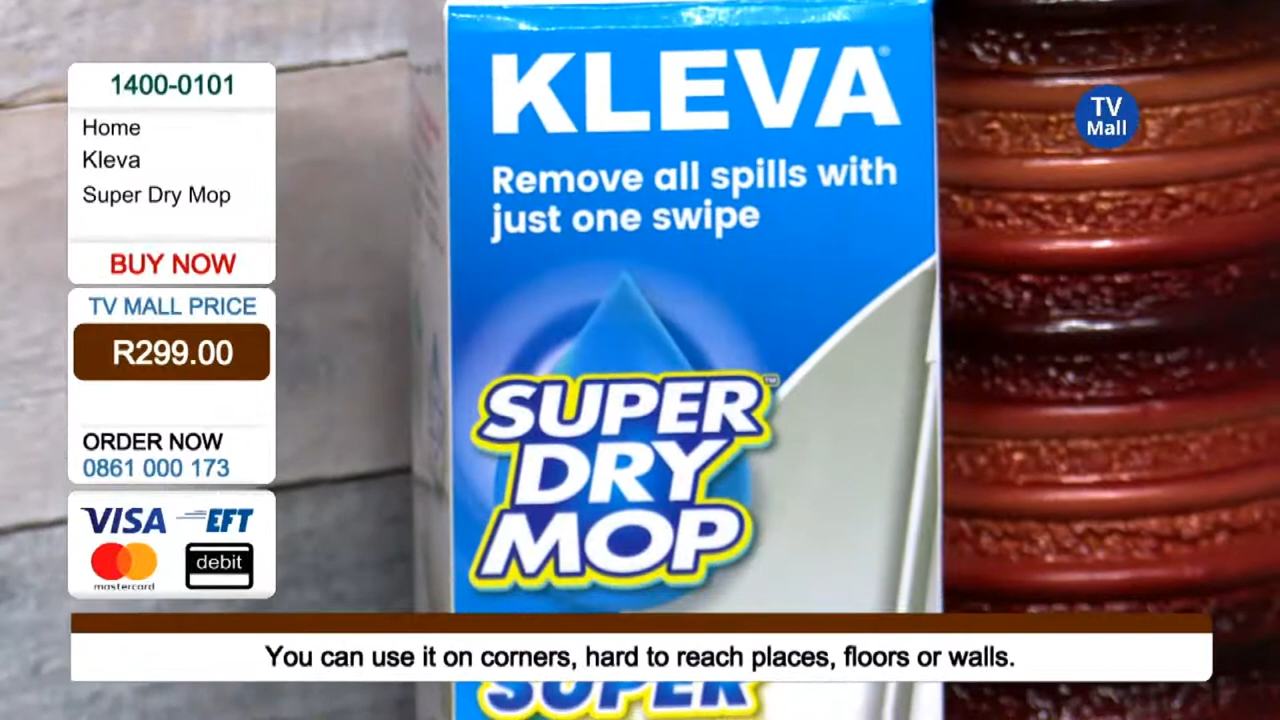 1400-0101
Home
Kleva
Super Dry Mop
BUY NOW
TV MALL PRICE
R299.00
ORDER NOW
0861 000 173
VISA EFT
mastercard debit
KLEVA®
Remove all spills with
just one swipe
SUPER™
DRY
MOP
SUPER
TV
Mall
You can use it on corners, hard to reach places, floors or walls.